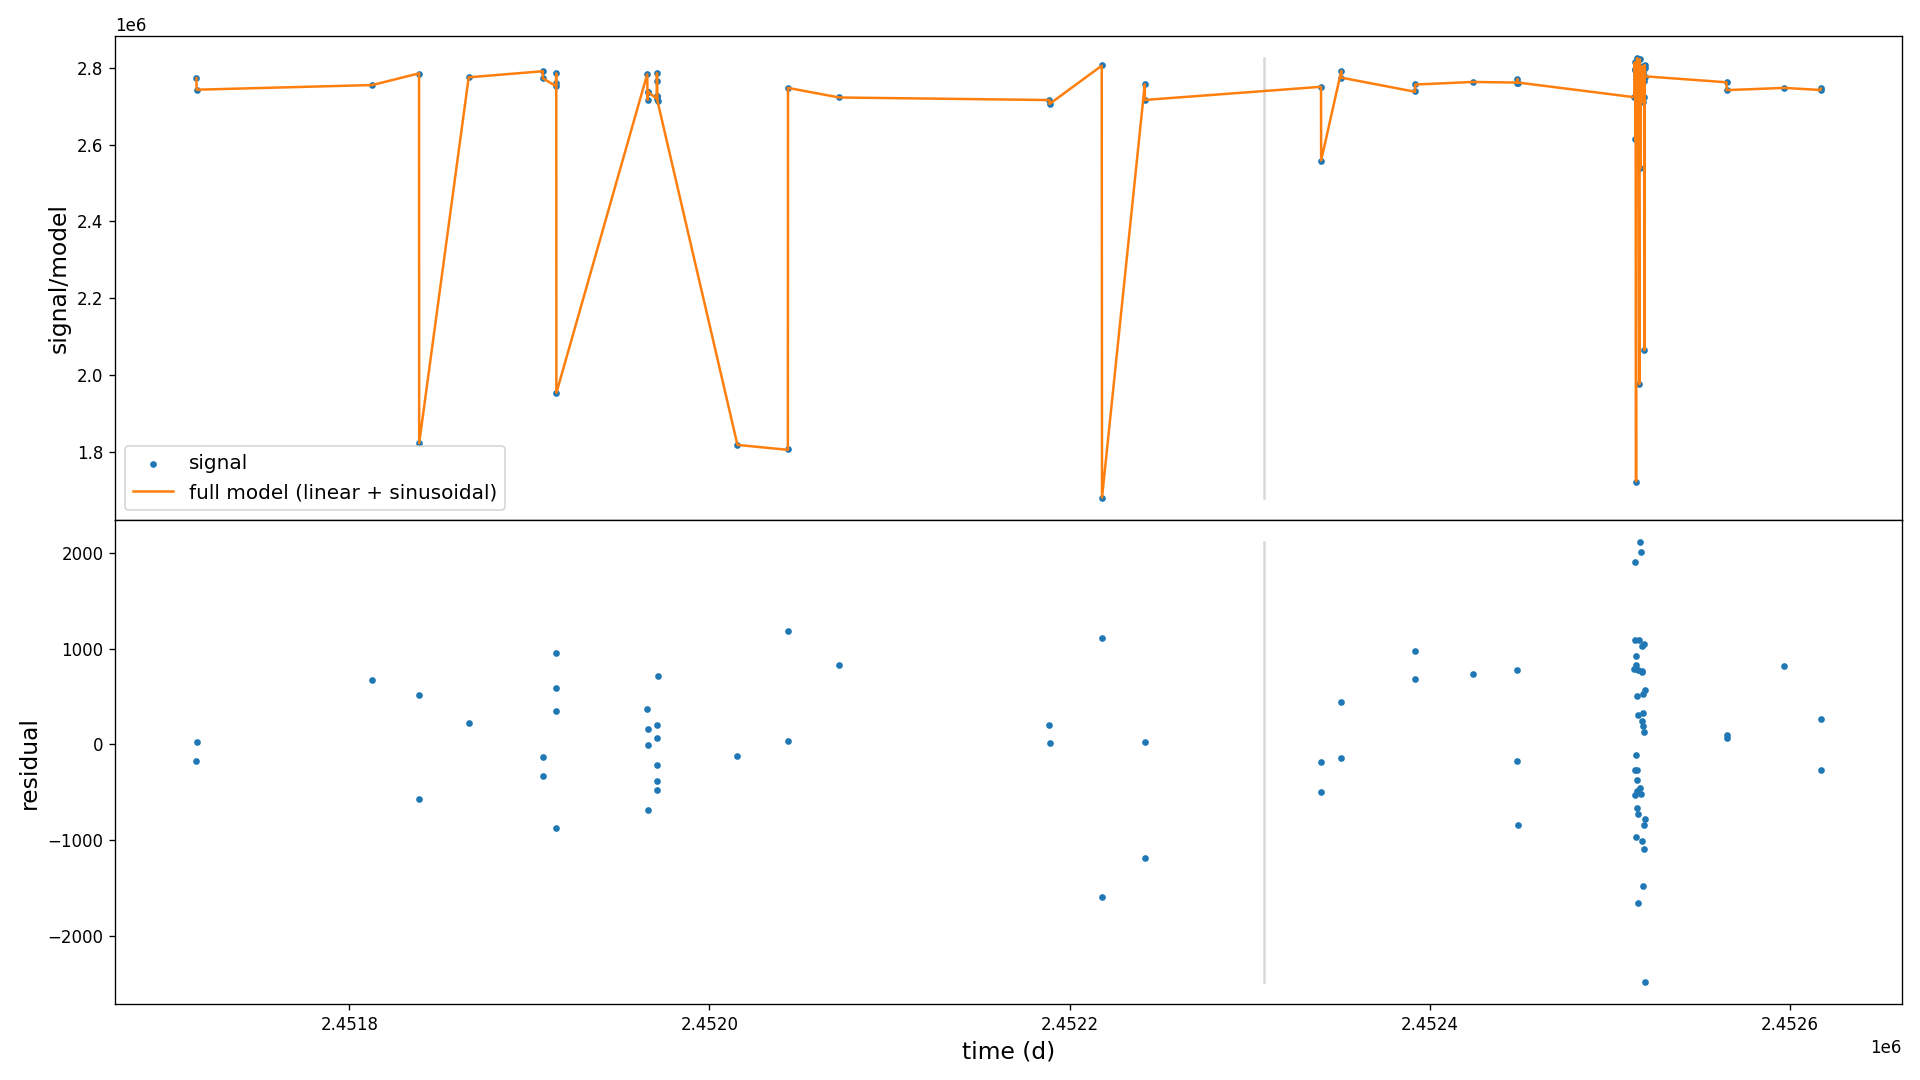 1e6
2.8
2.6
2.4
2.2
2.0
1.8
signal/model
signal
full model (linear + sinusoidal)
2000
1000
0
−1000
−2000
residual
2.4518
2.4520
2.4522
2.4524
2.4526
time (d)
1e6